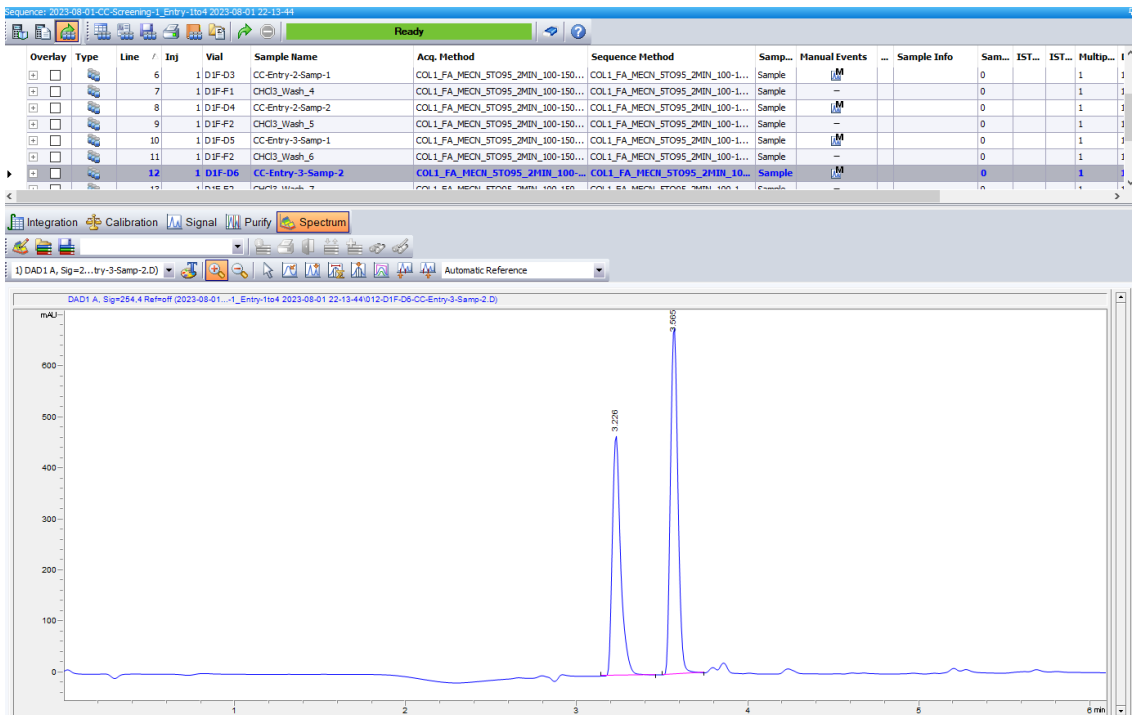 Sequence: 2023-08-01-CC-Screening-1_Entry-1to4 2023-08-01 22-13-44
Ready
Overlay Type Line / Inj Vial Sample Name Acq. Method Sequence Method Samp... Manual Events ... Sample Info Sam... IST... IST... Multip...
6 1 D1F-D3 CC-Entry-2-Samp-1 COL1_FA_MECN_5TO95_2MIN_100-150... COL1_FA_MECN_5TO95_2MIN_100-1... Sample M 0 1
7 1 D1F-F1 CHCl3_Wash_4 COL1_FA_MECN_5TO95_2MIN_100-150... COL1_FA_MECN_5TO95_2MIN_100-1... Sample – 0 1
8 1 D1F-D4 CC-Entry-2-Samp-2 COL1_FA_MECN_5TO95_2MIN_100-150... COL1_FA_MECN_5TO95_2MIN_100-1... Sample M 0 1
9 1 D1F-F2 CHCl3_Wash_5 COL1_FA_MECN_5TO95_2MIN_100-150... COL1_FA_MECN_5TO95_2MIN_100-1... Sample – 0 1
10 1 D1F-D5 CC-Entry-3-Samp-1 COL1_FA_MECN_5TO95_2MIN_100-150... COL1_FA_MECN_5TO95_2MIN_100-1... Sample M 0 1
11 1 D1F-F2 CHCl3_Wash_6 COL1_FA_MECN_5TO95_2MIN_100-150... COL1_FA_MECN_5TO95_2MIN_100-1... Sample – 0 1
12 1 D1F-D6 CC-Entry-3-Samp-2 COL1_FA_MECN_5TO95_2MIN_100-... COL1_FA_MECN_5TO95_2MIN_10... Sample M 0 1
Integration Calibration Signal Purify Spectrum
1) DAD1 A, Sig=2...try-3-Samp-2.D) Automatic Reference
DAD1 A, Sig=254,4 Ref=off (2023-08-01...-1_Entry-1to4 2023-08-01 22-13-44\012-D1F-D6-CC-Entry-3-Samp-2.D)
mAU
3.565
600
500
3.226
400
300
200
100
0
1 2 3 4 5 6 min